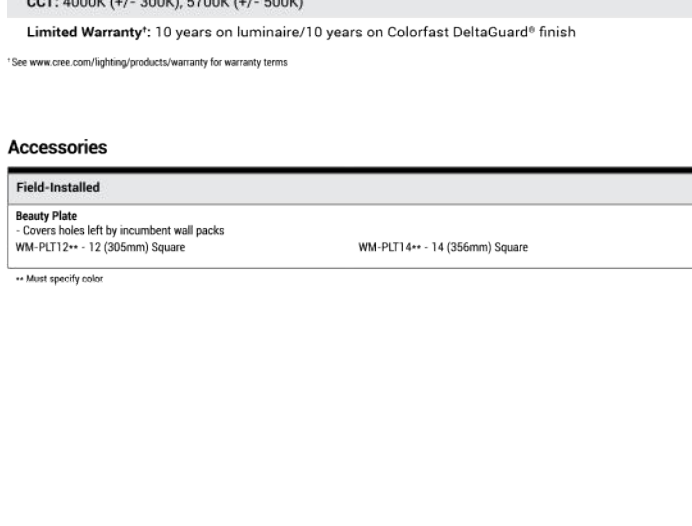 CCT: 4000K (+/- 300K), 5700K (+/- 500K)
Limited Warranty†: 10 years on luminaire/10 years on Colorfast DeltaGuard® finish
† See www.cree.com/lighting/products/warranty for warranty terms
Accessories
Field-Installed
Beauty Plate
- Covers holes left by incumbent wall packs
WM-PLT12** - 12 (305mm) Square WM-PLT14** - 14 (356mm) Square
** Must specify color